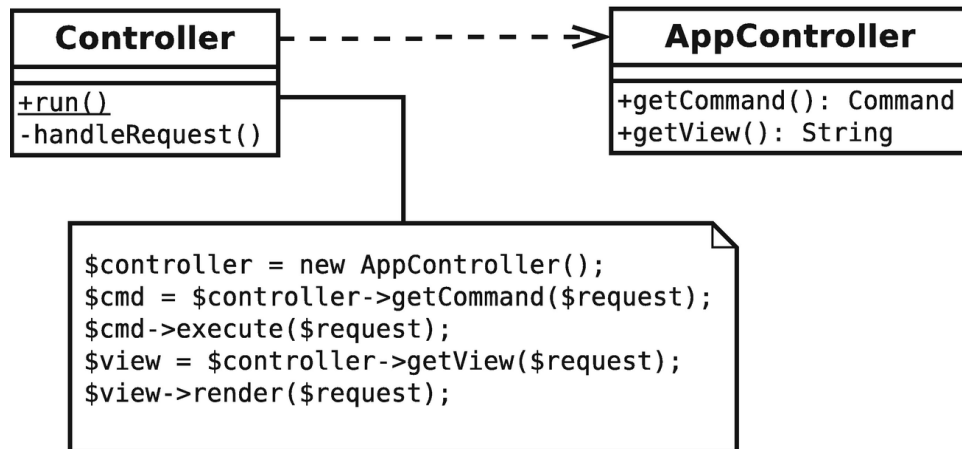 Controller
+run()
-handleRequest()
AppController
+getCommand(): Command
+getView(): String
$controller = new AppController();
$cmd = $controller->getCommand($request);
$cmd->execute($request);
$view = $controller->getView($request);
$view->render($request);